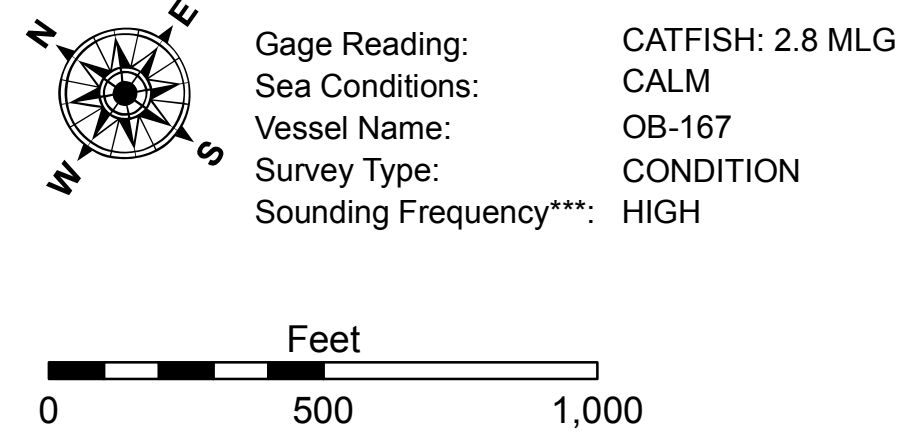 N
E
W
S
Gage Reading: CATFISH: 2.8 MLG
Sea Conditions: CALM
Vessel Name: OB-167
Survey Type: CONDITION
Sounding Frequency***: HIGH
Feet
0 500 1,000